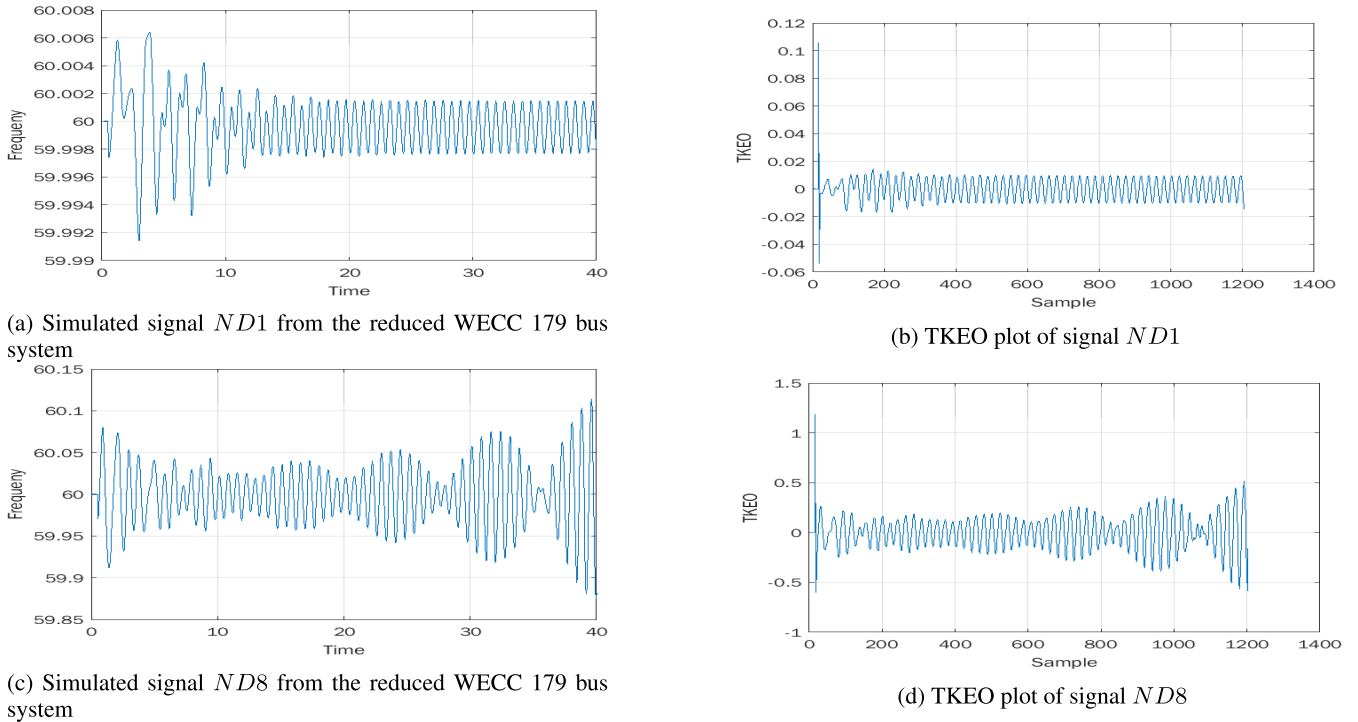 60.008
60.006
60.004
60.002
60
59.998
59.996
59.994
59.992
59.99
Frequeny
0 10 20 30 40
Time
(a) Simulated signal ND1 from the reduced WECC 179 bus
system
0.12
0.1
0.08
0.06
0.04
0.02
0
-0.02
-0.04
-0.06
TKEO
0 200 400 600 800 1000 1200 1400
Sample
(b) TKEO plot of signal ND1
60.15
60.1
60.05
60
59.95
59.9
59.85
Frequeny
0 10 20 30 40
Time
(c) Simulated signal ND8 from the reduced WECC 179 bus
system
1.5
1
0.5
0
-0.5
-1
TKEO
0 200 400 600 800 1000 1200 1400
Sample
(d) TKEO plot of signal ND8